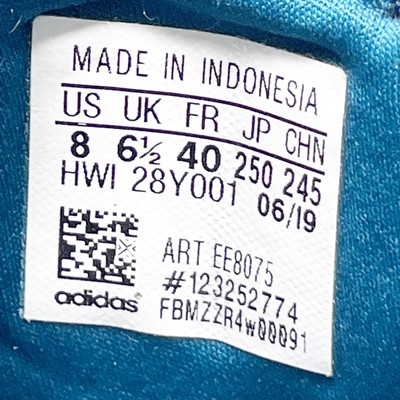 MADE IN INDONESIA
US UK FR JP CHN
8 6½ 40 250 245
HWI 28Y001 06/19
ART EE8075
#123252774
FBMZZR4w00091
adidas